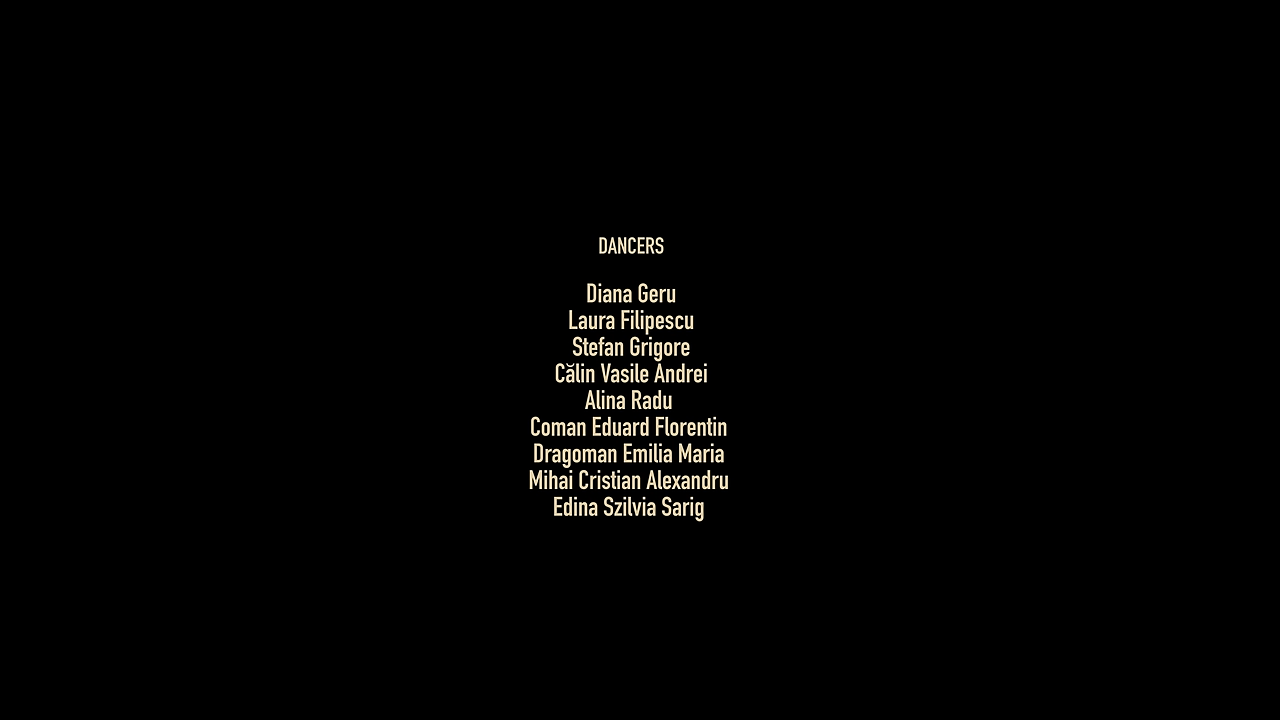 DANCERS
Diana Geru
Laura Filipescu
Stefan Grigore
Călin Vasile Andrei
Alina Radu
Coman Eduard Florentin
Dragoman Emilia Maria
Mihai Cristian Alexandru
Edina Szilvia Sarig